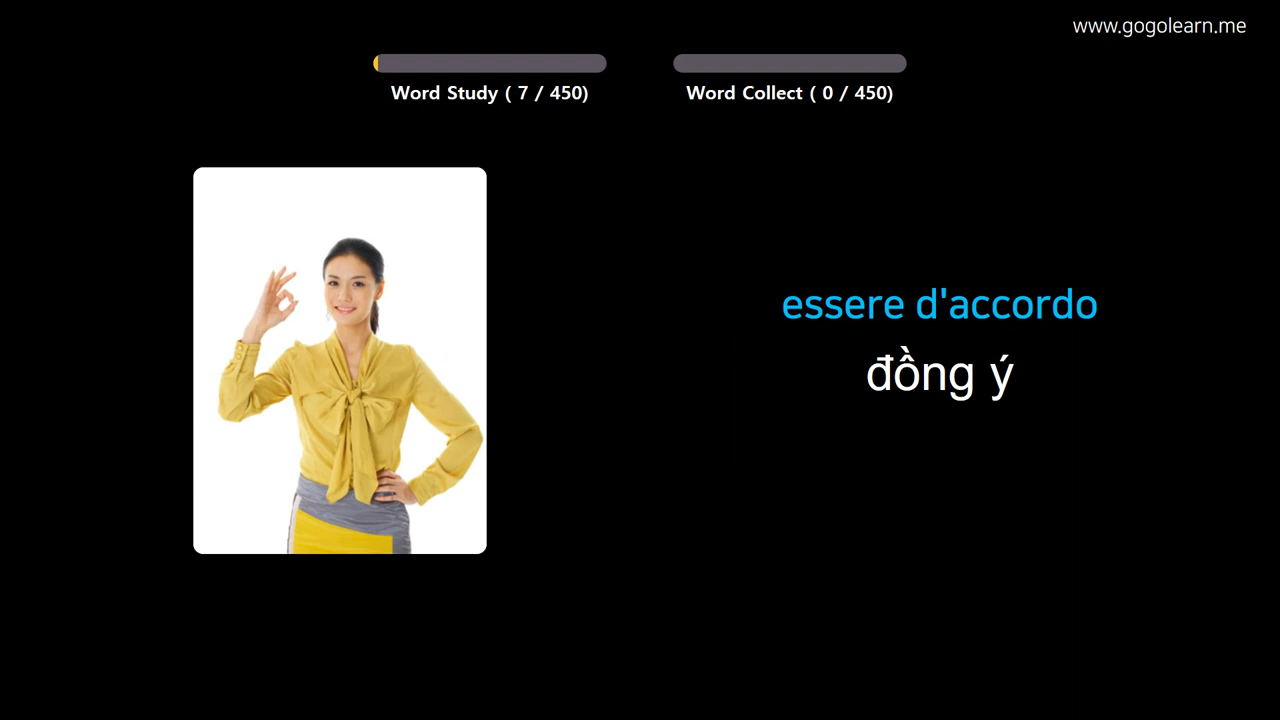 www.gogolearn.me
Word Study ( 7 / 450)
Word Collect ( 0 / 450)
essere d'accordo
đồng ý